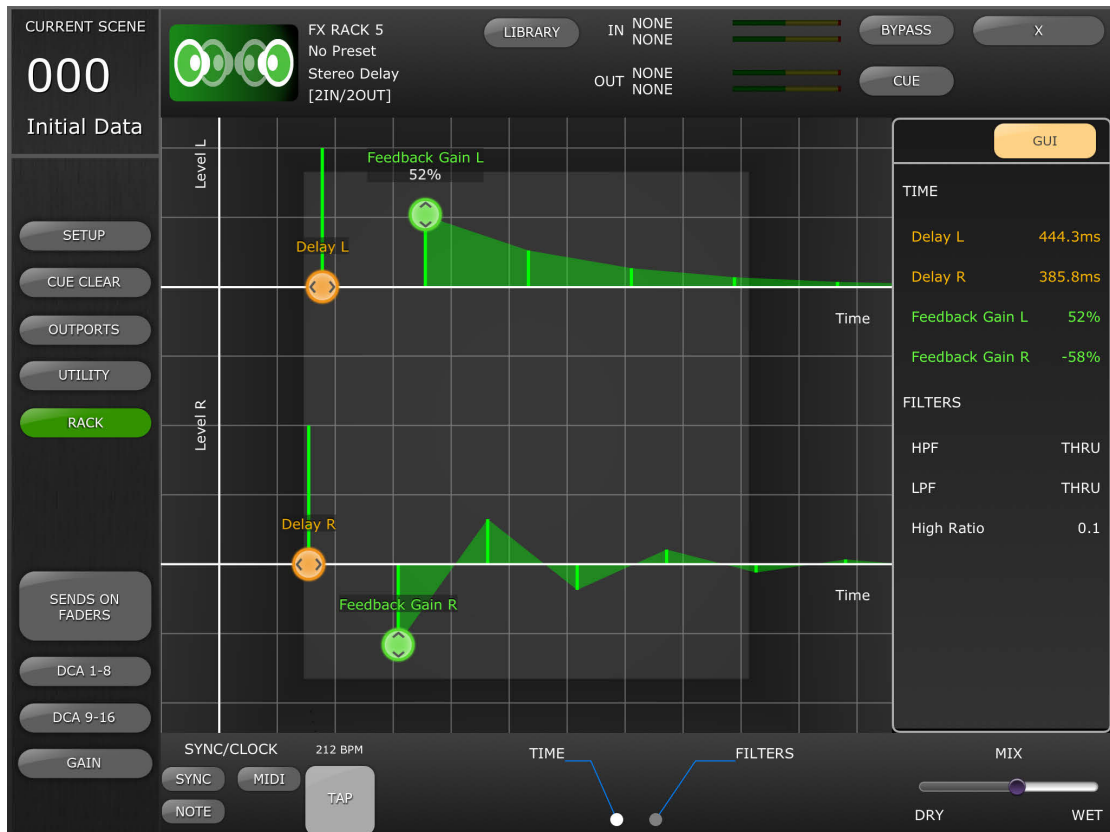 CURRENT SCENE
000
Initial Data
SETUP
CUE CLEAR
OUTPORTS
UTILITY
RACK
SENDS ON
FADERS
DCA 1-8
DCA 9-16
GAIN
FX RACK 5
No Preset
Stereo Delay
[2IN/2OUT]
LIBRARY
IN NONE
NONE
OUT NONE
NONE
BYPASS
X
CUE
Level L
Feedback Gain L
52%
Delay L
Time
Level R
Delay R
Feedback Gain R
Time
GUI
TIME
Delay L 444.3ms
Delay R 385.8ms
Feedback Gain L 52%
Feedback Gain R -58%
FILTERS
HPF THRU
LPF THRU
High Ratio 0.1
SYNC/CLOCK 212 BPM
SYNC MIDI
NOTE
TAP
TIME
FILTERS
MIX
DRY WET